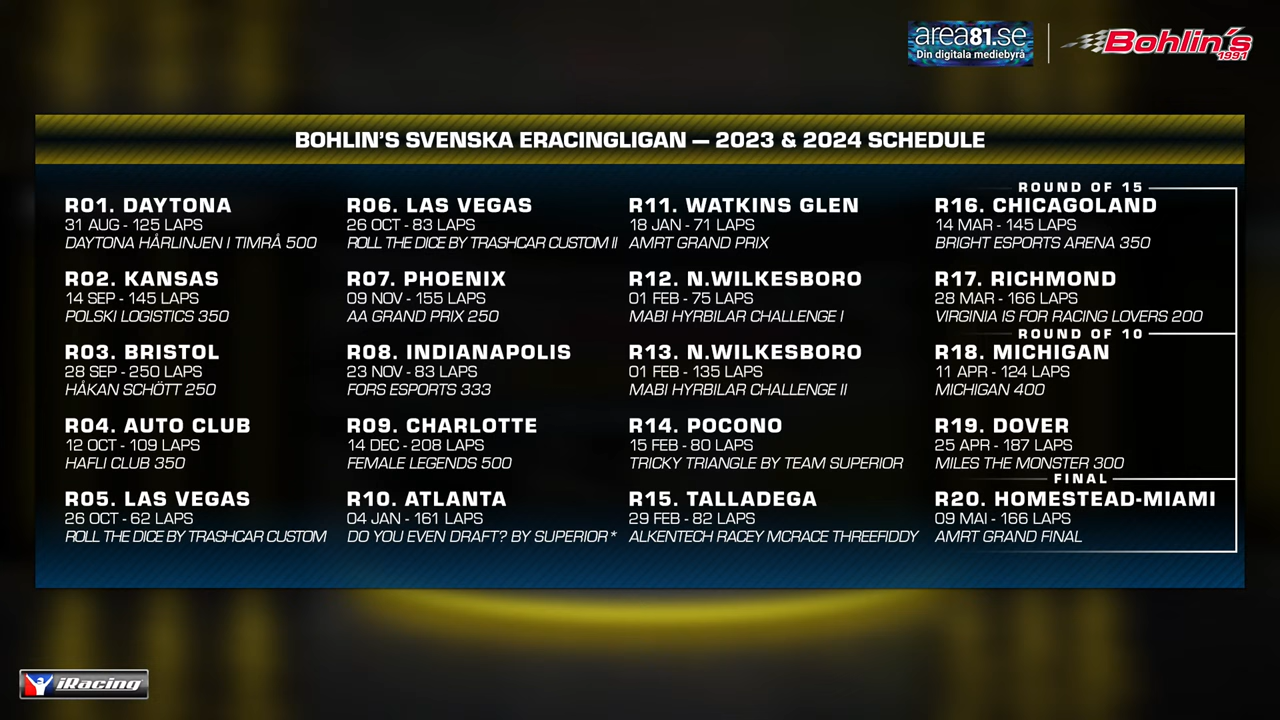 area81.se
Din digitala mediebyrå
Bohlin's
1991
BOHLIN'S SVENSKA ERACINGLIGAN — 2023 & 2024 SCHEDULE
R01. DAYTONA
31 AUG - 125 LAPS
DAYTONA HÅRLINJEN I TIMRÅ 500
R02. KANSAS
14 SEP - 145 LAPS
POLSKI LOGISTICS 350
R03. BRISTOL
28 SEP - 250 LAPS
HÅKAN SCHÖTT 250
R04. AUTO CLUB
12 OCT - 109 LAPS
HAFLI CLUB 350
R05. LAS VEGAS
26 OCT - 62 LAPS
ROLL THE DICE BY TRASHCAR CUSTOM
R06. LAS VEGAS
26 OCT - 83 LAPS
ROLL THE DICE BY TRASHCAR CUSTOM II
R07. PHOENIX
09 NOV - 155 LAPS
AA GRAND PRIX 250
R08. INDIANAPOLIS
23 NOV - 83 LAPS
FORS ESPORTS 333
R09. CHARLOTTE
14 DEC - 208 LAPS
FEMALE LEGENDS 500
R10. ATLANTA
04 JAN - 161 LAPS
DO YOU EVEN DRAFT? BY SUPERIOR*
R11. WATKINS GLEN
18 JAN - 71 LAPS
AMRT GRAND PRIX
R12. N.WILKESBORO
01 FEB - 75 LAPS
MABI HYRBILAR CHALLENGE I
R13. N.WILKESBORO
01 FEB - 135 LAPS
MABI HYRBILAR CHALLENGE II
R14. POCONO
15 FEB - 80 LAPS
TRICKY TRIANGLE BY TEAM SUPERIOR
R15. TALLADEGA
29 FEB - 82 LAPS
ALKENTECH RACEY MCRACE THREEFIDDY
ROUND OF 15
R16. CHICAGOLAND
14 MAR - 145 LAPS
BRIGHT ESPORTS ARENA 350
R17. RICHMOND
28 MAR - 166 LAPS
VIRGINIA IS FOR RACING LOVERS 200
ROUND OF 10
R18. MICHIGAN
11 APR - 124 LAPS
MICHIGAN 400
R19. DOVER
25 APR - 187 LAPS
MILES THE MONSTER 300
FINAL
R20. HOMESTEAD-MIAMI
09 MAI - 166 LAPS
AMRT GRAND FINAL
iRacing